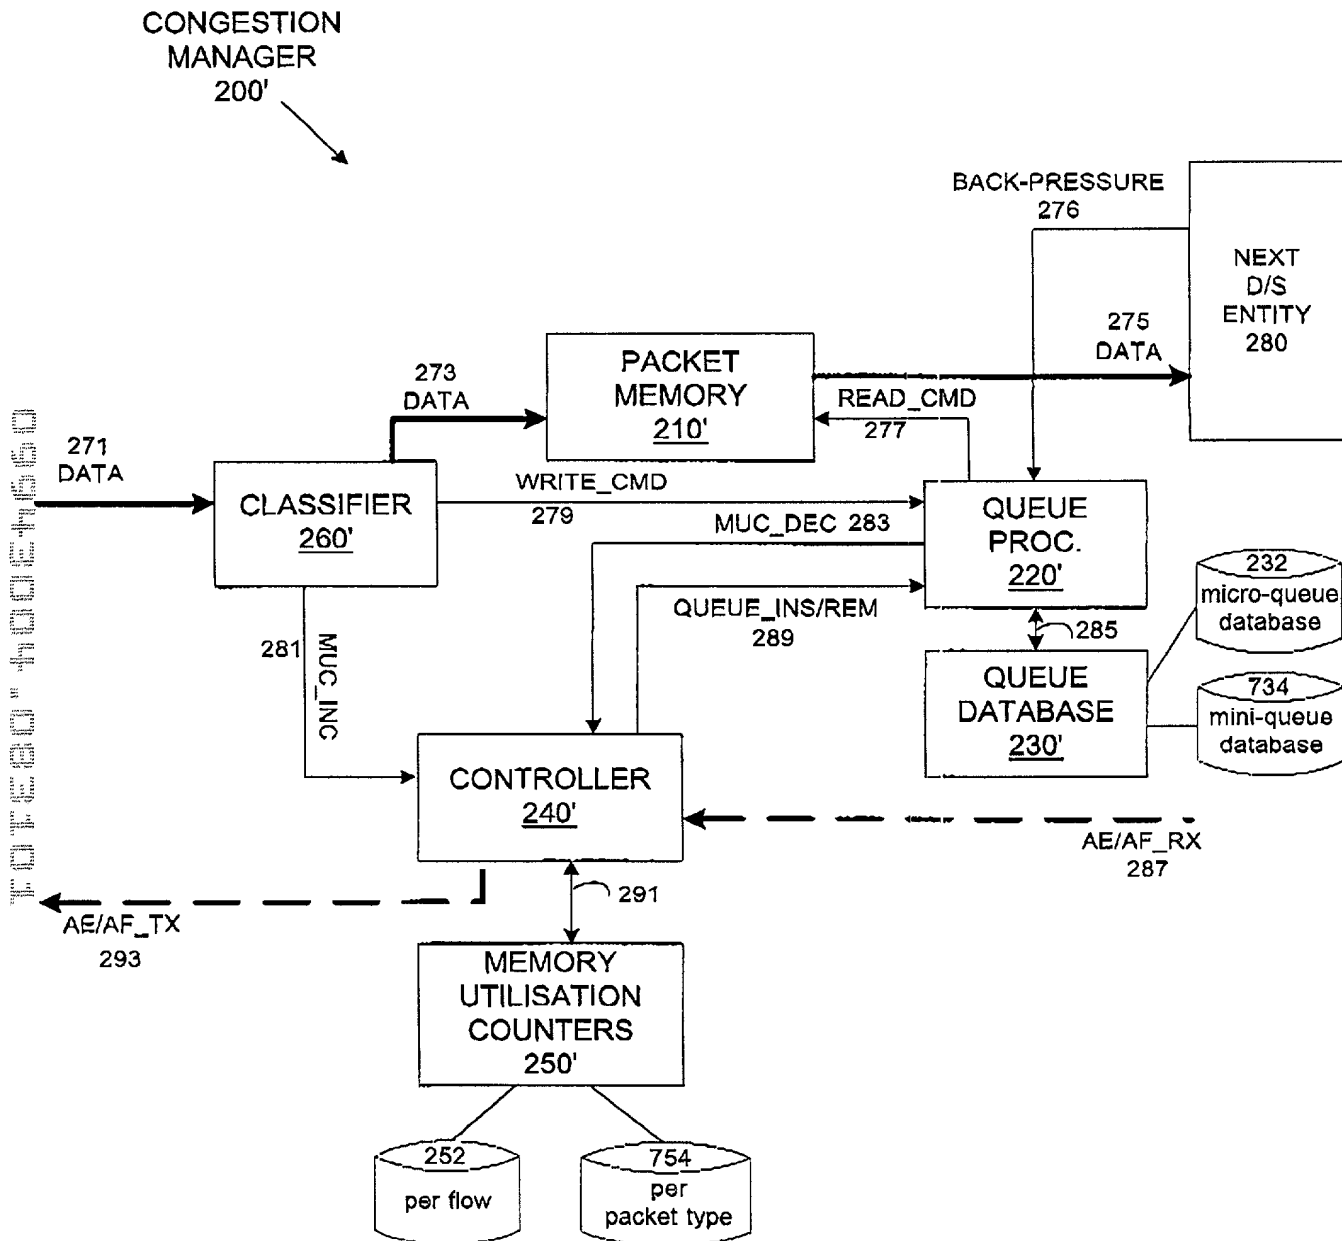 CONGESTION
MANAGER
200'
BACK-PRESSURE
276
NEXT
D/S
ENTITY
280
275
DATA
PACKET
MEMORY
210'
273
DATA
READ_CMD
277
271
DATA
CLASSIFIER
260'
WRITE_CMD
279
MUC_DEC 283
QUEUE
PROC.
220'
232
micro-queue
database
QUEUE_INS/REM
289
285
281
MUC_INC
QUEUE
DATABASE
230'
734
mini-queue
database
CONTROLLER
240'
AE/AF_RX
287
291
AE/AF_TX
293
MEMORY
UTILISATION
COUNTERS
250'
252
per flow
754
per
packet type